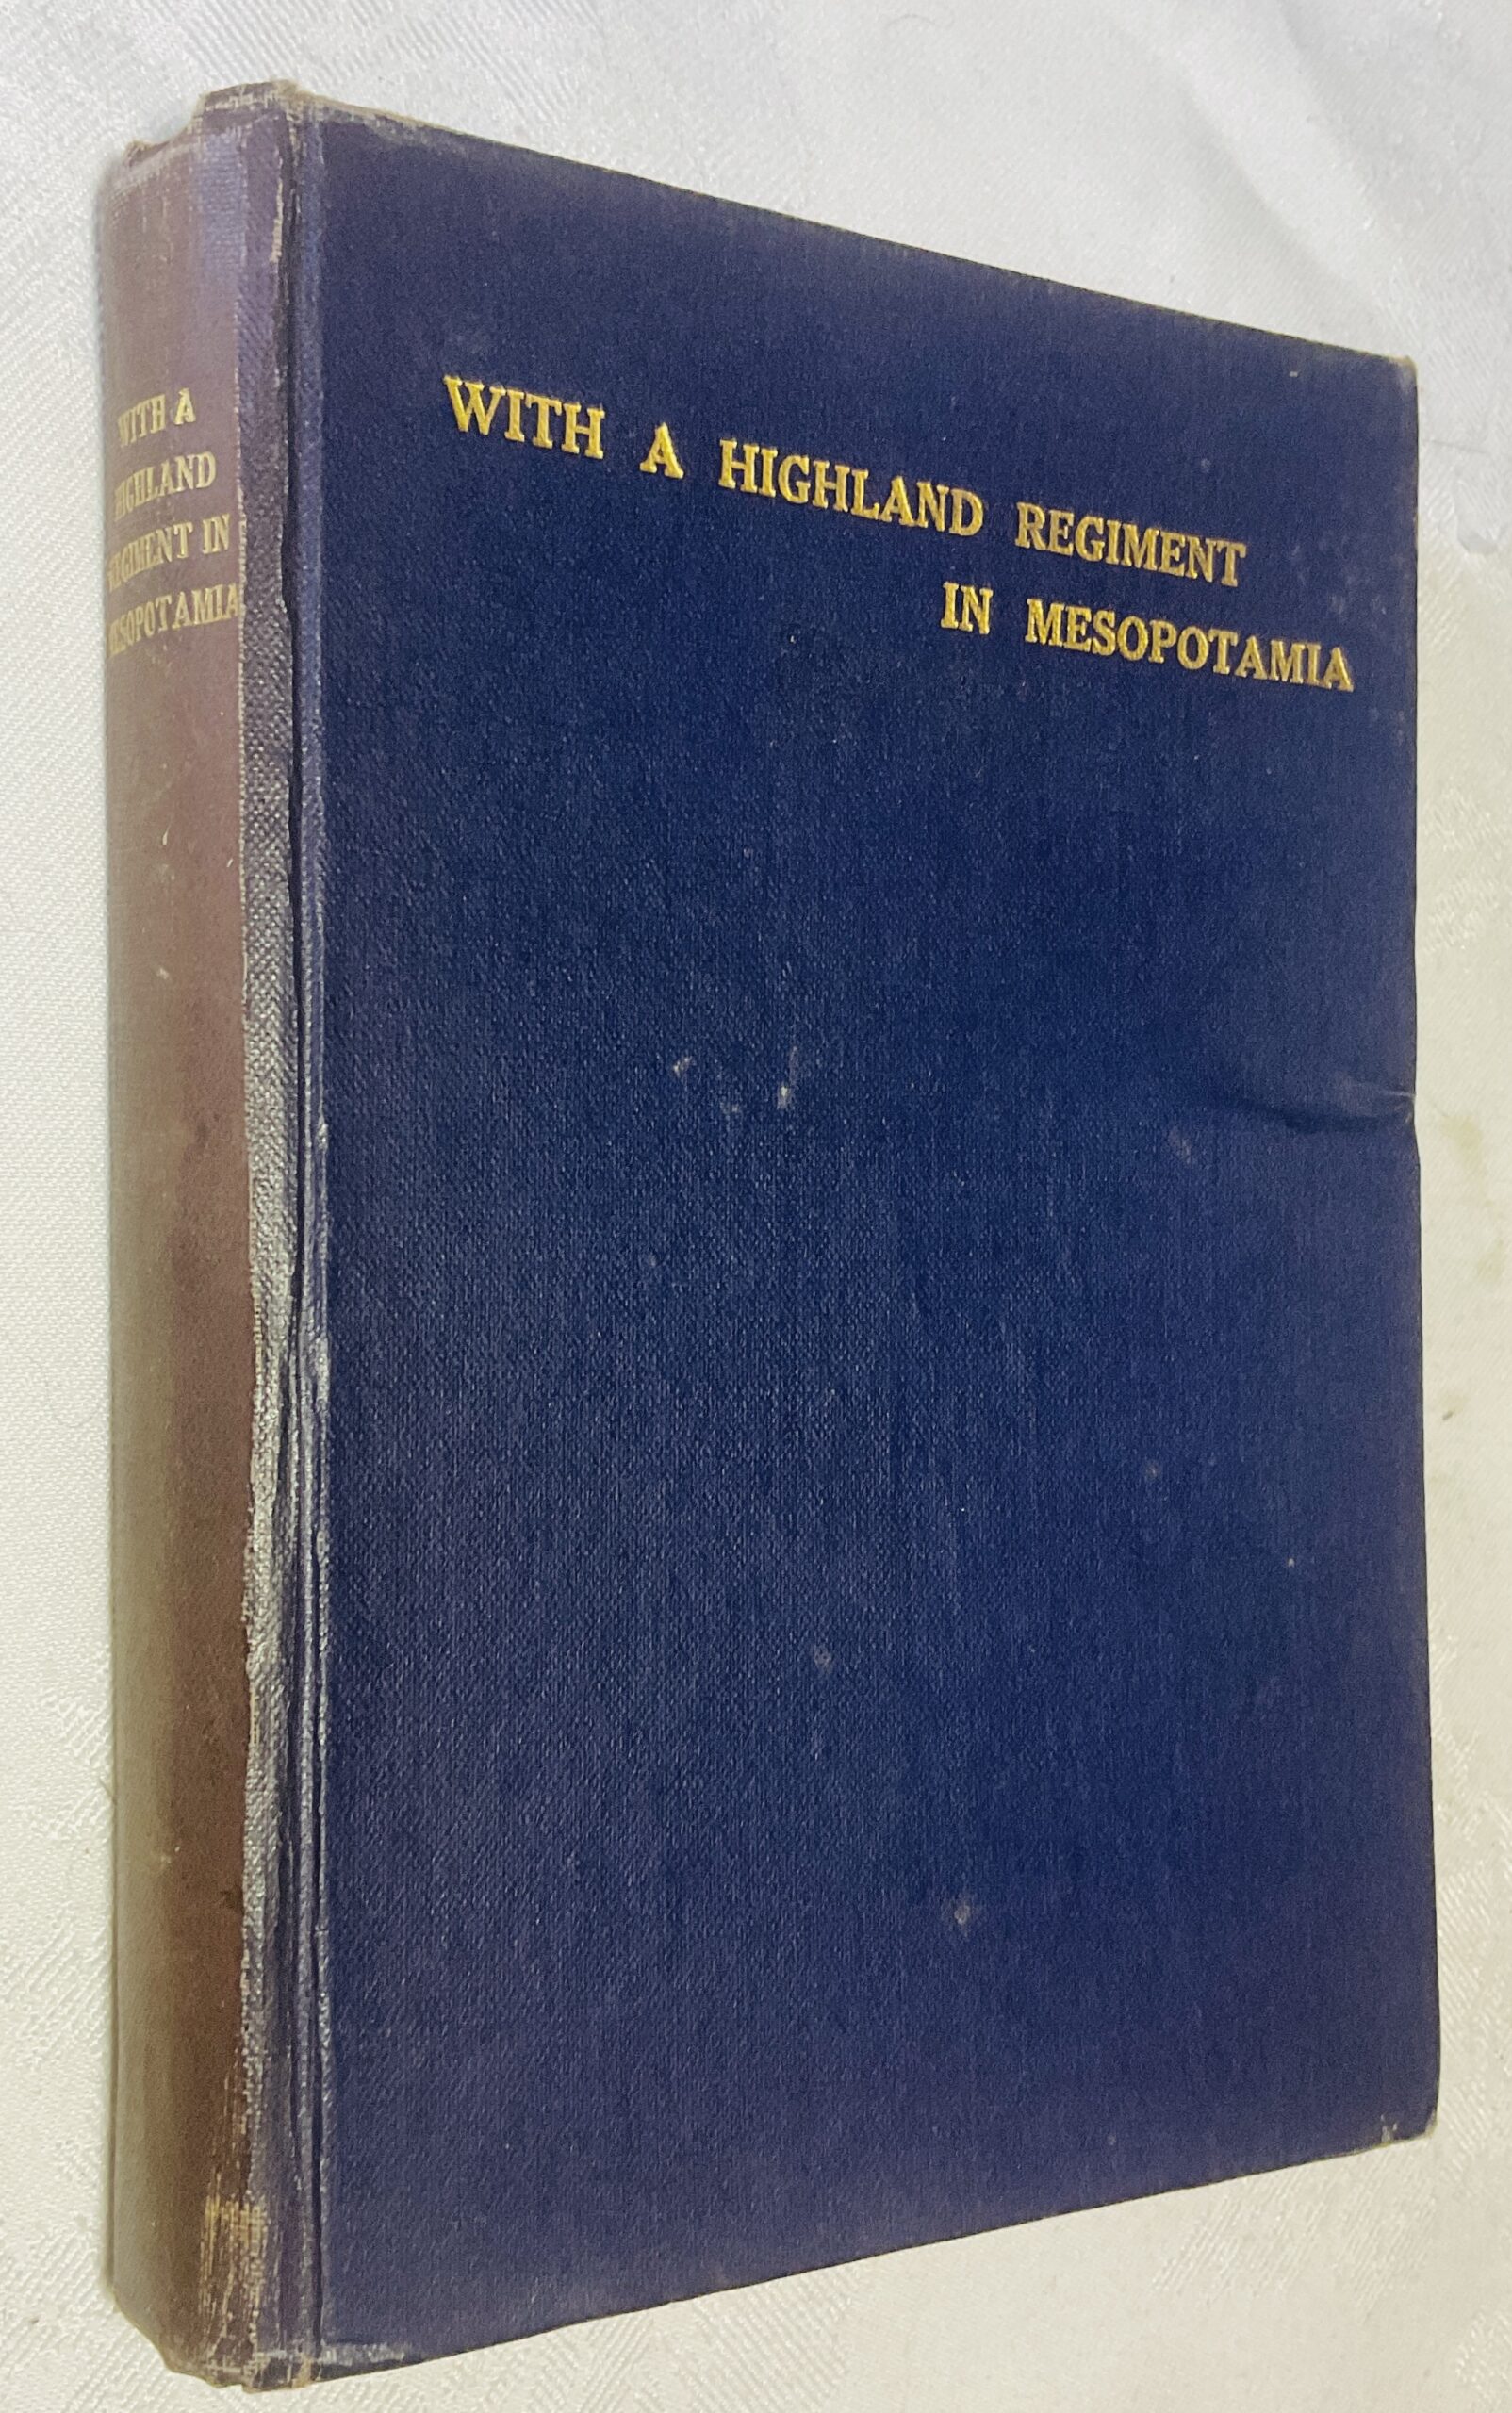 WITH A
HIGHLAND
REGIMENT IN
MESOPOTAMIA
WITH A HIGHLAND REGIMENT
IN MESOPOTAMIA